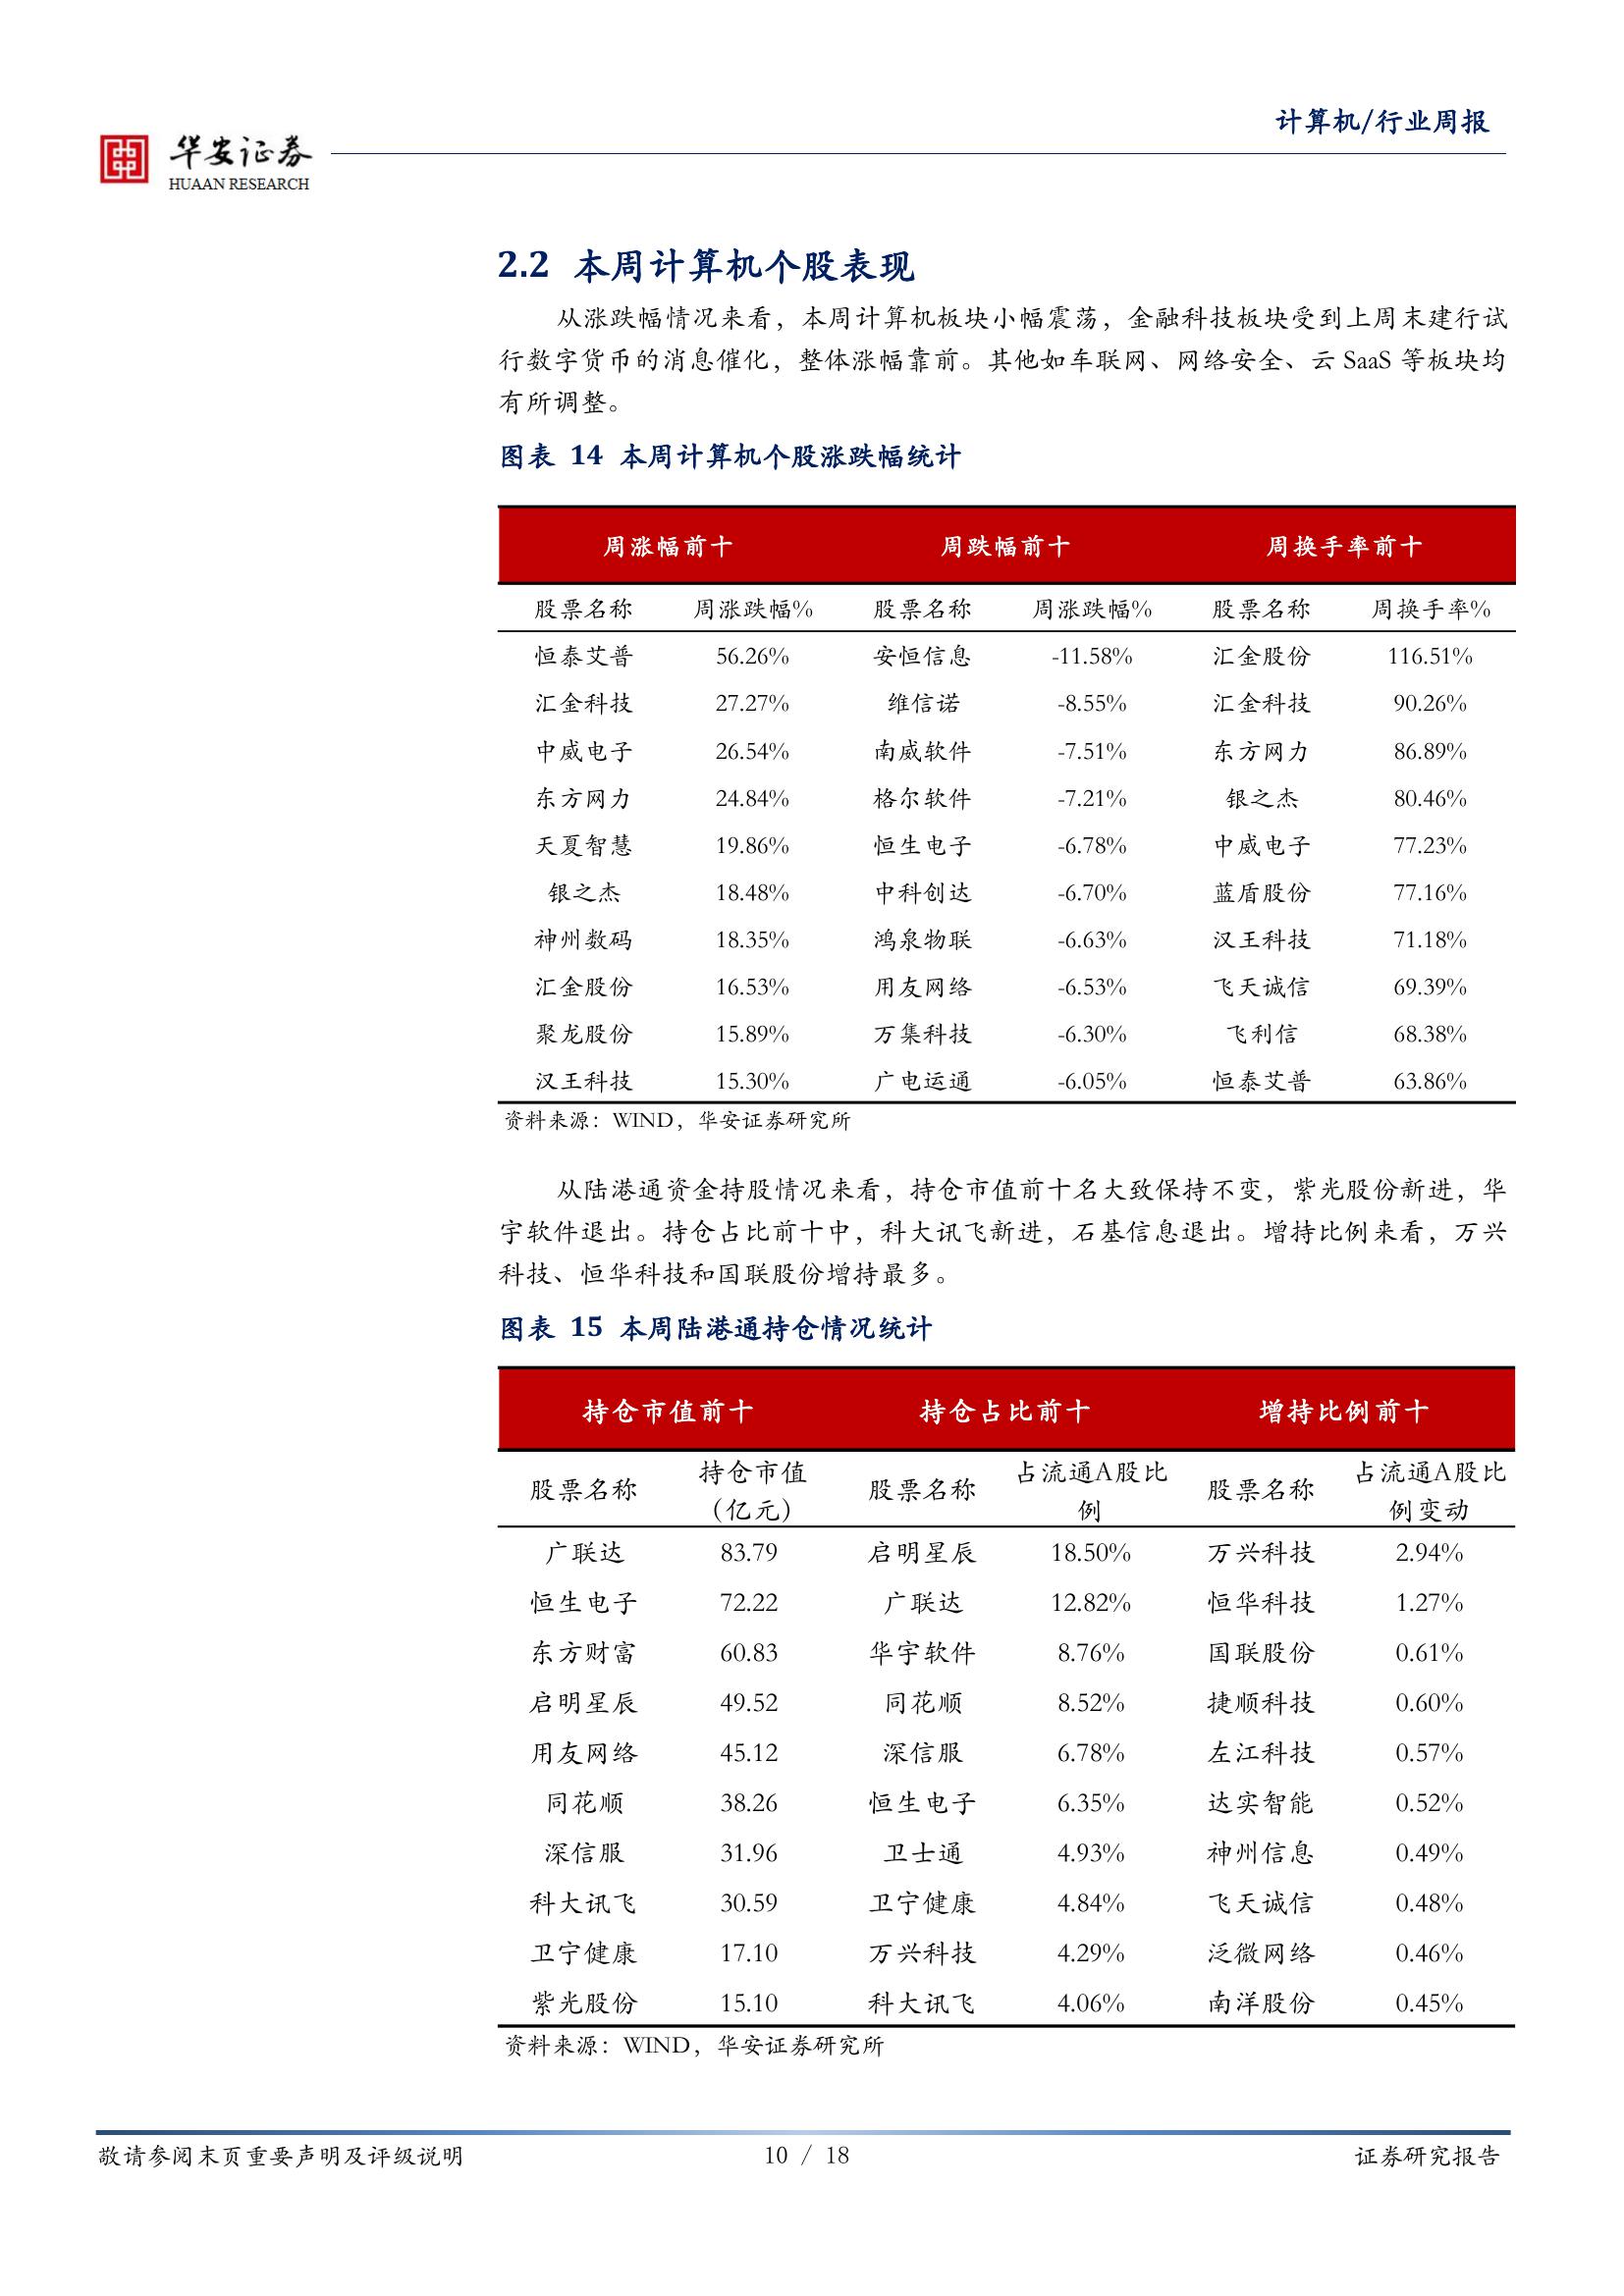 计算机/行业周报
华安证券
HUAAN RESEARCH
2.2 本周计算机个股表现
从涨跌幅情况来看，本周计算机板块小幅震荡，金融科技板块受到上周末建行试
行数字货币的消息催化，整体涨幅靠前。其他如车联网、网络安全、云 SaaS 等板块均
有所调整。
图表 14 本周计算机个股涨跌幅统计
周涨幅前十 周跌幅前十 周换手率前十
股票名称 周涨跌幅% 股票名称 周涨跌幅% 股票名称 周换手率%
恒泰艾普 56.26% 安恒信息 -11.58% 汇金股份 116.51%
汇金科技 27.27% 维信诺 -8.55% 汇金科技 90.26%
中威电子 26.54% 南威软件 -7.51% 东方网力 86.89%
东方网力 24.84% 格尔软件 -7.21% 银之杰 80.46%
天夏智慧 19.86% 恒生电子 -6.78% 中威电子 77.23%
银之杰 18.48% 中科创达 -6.70% 蓝盾股份 77.16%
神州数码 18.35% 鸿泉物联 -6.63% 汉王科技 71.18%
汇金股份 16.53% 用友网络 -6.53% 飞天诚信 69.39%
聚龙股份 15.89% 万集科技 -6.30% 飞利信 68.38%
汉王科技 15.30% 广电运通 -6.05% 恒泰艾普 63.86%
资料来源：WIND，华安证券研究所
从陆港通资金持股情况来看，持仓市值前十名大致保持不变，紫光股份新进，华
宇软件退出。持仓占比前十中，科大讯飞新进，石基信息退出。增持比例来看，万兴
科技、恒华科技和国联股份增持最多。
图表 15 本周陆港通持仓情况统计
持仓市值前十 持仓占比前十 增持比例前十
股票名称 持仓市值 股票名称 占流通A股比 股票名称 占流通A股比
（亿元） 例 例变动
广联达 83.79 启明星辰 18.50% 万兴科技 2.94%
恒生电子 72.22 广联达 12.82% 恒华科技 1.27%
东方财富 60.83 华宇软件 8.76% 国联股份 0.61%
启明星辰 49.52 同花顺 8.52% 捷顺科技 0.60%
用友网络 45.12 深信服 6.78% 左江科技 0.57%
同花顺 38.26 恒生电子 6.35% 达实智能 0.52%
深信服 31.96 卫士通 4.93% 神州信息 0.49%
科大讯飞 30.59 卫宁健康 4.84% 飞天诚信 0.48%
卫宁健康 17.10 万兴科技 4.29% 泛微网络 0.46%
紫光股份 15.10 科大讯飞 4.06% 南洋股份 0.45%
资料来源：WIND，华安证券研究所
敬请参阅末页重要声明及评级说明 10 / 18 证券研究报告